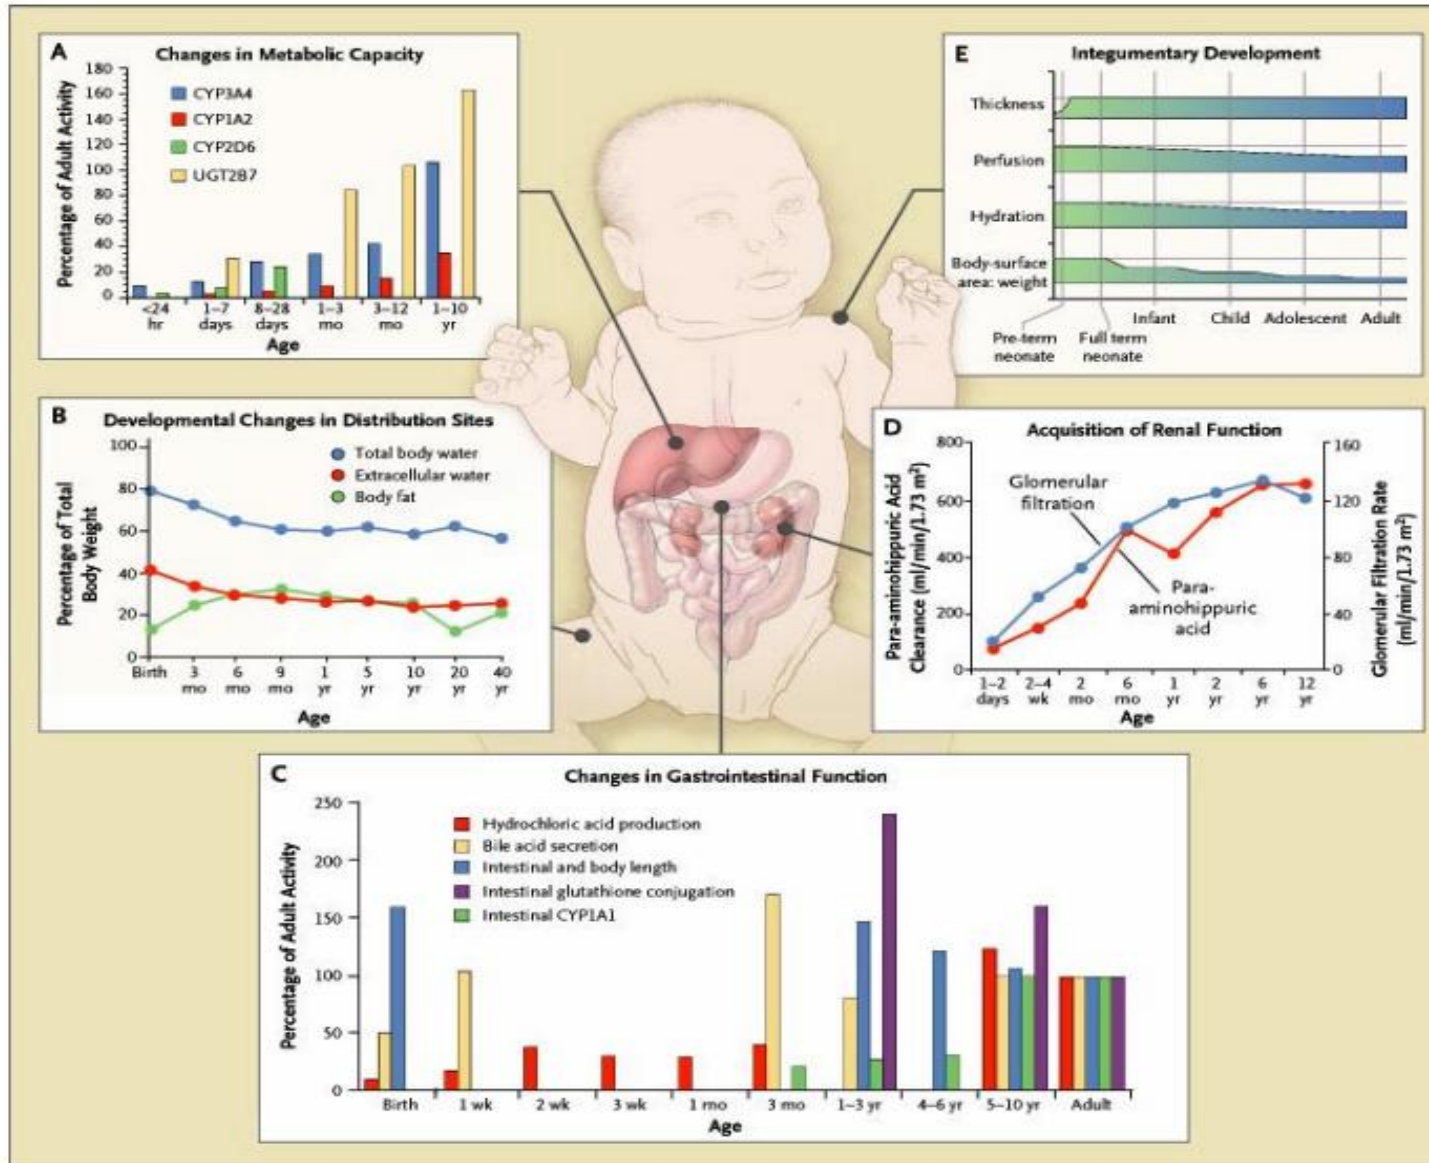 A
Changes in Metabolic Capacity
Percentage of Adult Activity
180
160
140
120
100
80
60
40
20
0
CYP3A4
CYP1A2
CYP2D6
UGT2B7
<24 1–7 8–28 1–3 3–12 1–10
hr days days mo mo yr
Age
E
Integumentary Development
Thickness
Perfusion
Hydration
Body-surface
area: weight
Infant Child Adolescent Adult
Pre-term Full term
neonate neonate
B
Developmental Changes in Distribution Sites
Percentage of Total
Body Weight
100
80
60
40
20
0
Total body water
Extracellular water
Body fat
Birth 3 6 9 1 5 10 20 40
mo mo mo yr yr yr yr yr
Age
D
Acquisition of Renal Function
Para-aminohippuric Acid
Clearance (ml/min/1.73 m²)
800
600
400
200
0
Glomerular
filtration
Para-
aminohippuric
acid
160
120
80
40
0
Glomerular Filtration Rate
(ml/min/1.73 m²)
1–2 2–4 2 6 1 2 6 12
days wk mo mo yr yr yr yr
Age
C
Changes in Gastrointestinal Function
Percentage of Adult Activity
250
200
150
100
50
0
Hydrochloric acid production
Bile acid secretion
Intestinal and body length
Intestinal glutathione conjugation
Intestinal CYP1A1
Birth 1 wk 2 wk 3 wk 1 mo 3 mo 1–3 yr 4–6 yr 5–10 yr Adult
Age